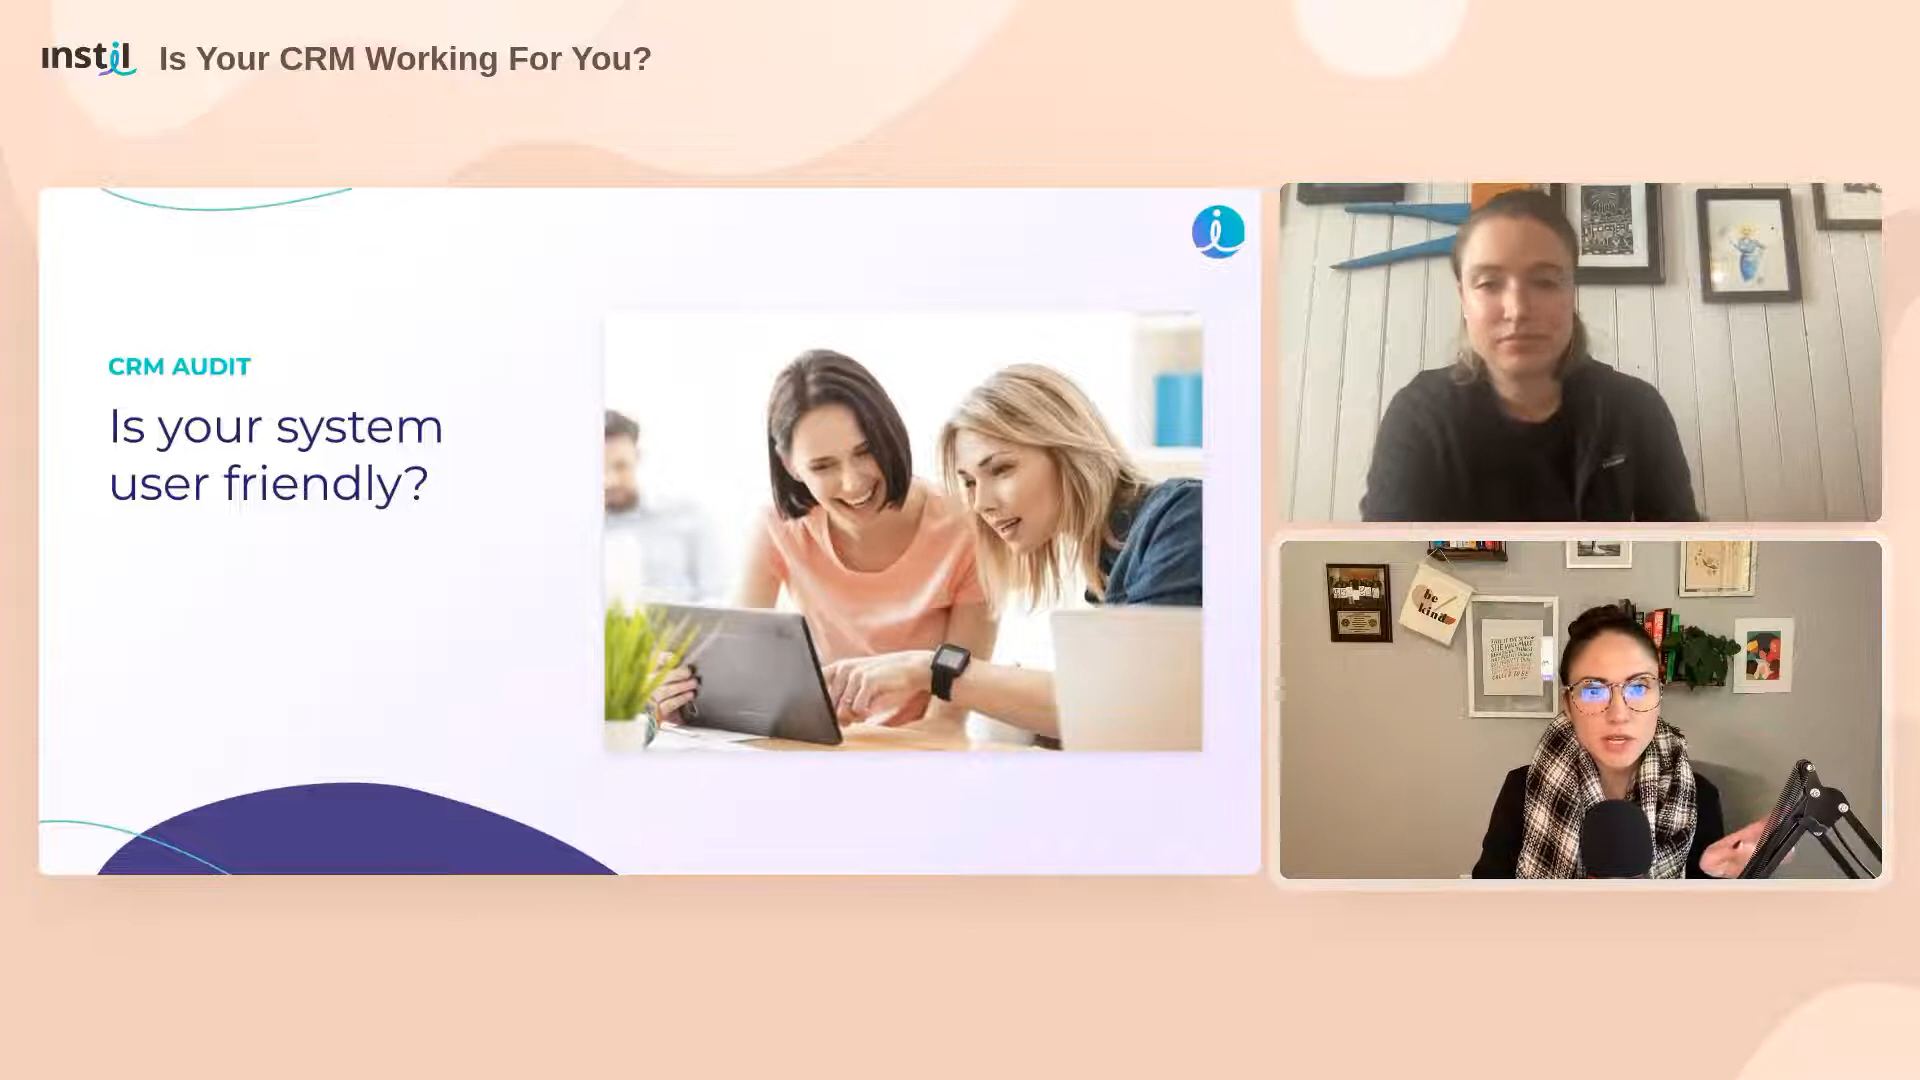 instil Is Your CRM Working For You?
CRM AUDIT
Is your system
user friendly?
be
kind